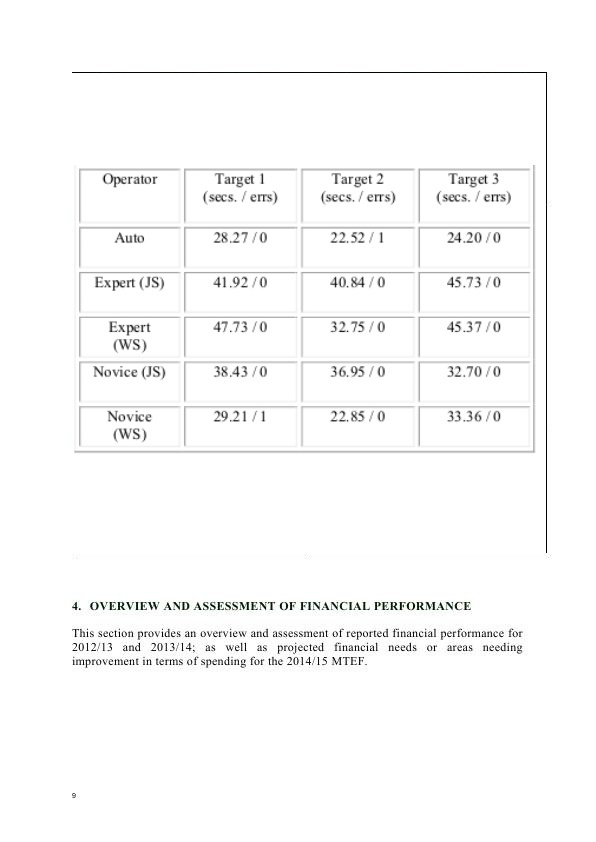 Operator Target 1 Target 2 Target 3
(secs. / errs) (secs. / errs) (secs. / errs)
Auto 28.27 / 0 22.52 / 1 24.20 / 0
Expert (JS) 41.92 / 0 40.84 / 0 45.73 / 0
Expert 47.73 / 0 32.75 / 0 45.37 / 0
(WS)
Novice (JS) 38.43 / 0 36.95 / 0 32.70 / 0
Novice 29.21 / 1 22.85 / 0 33.36 / 0
(WS)
4. OVERVIEW AND ASSESSMENT OF FINANCIAL PERFORMANCE
This section provides an overview and assessment of reported financial performance for
2012/13 and 2013/14; as well as projected financial needs or areas needing
improvement in terms of spending for the 2014/15 MTEF.
9